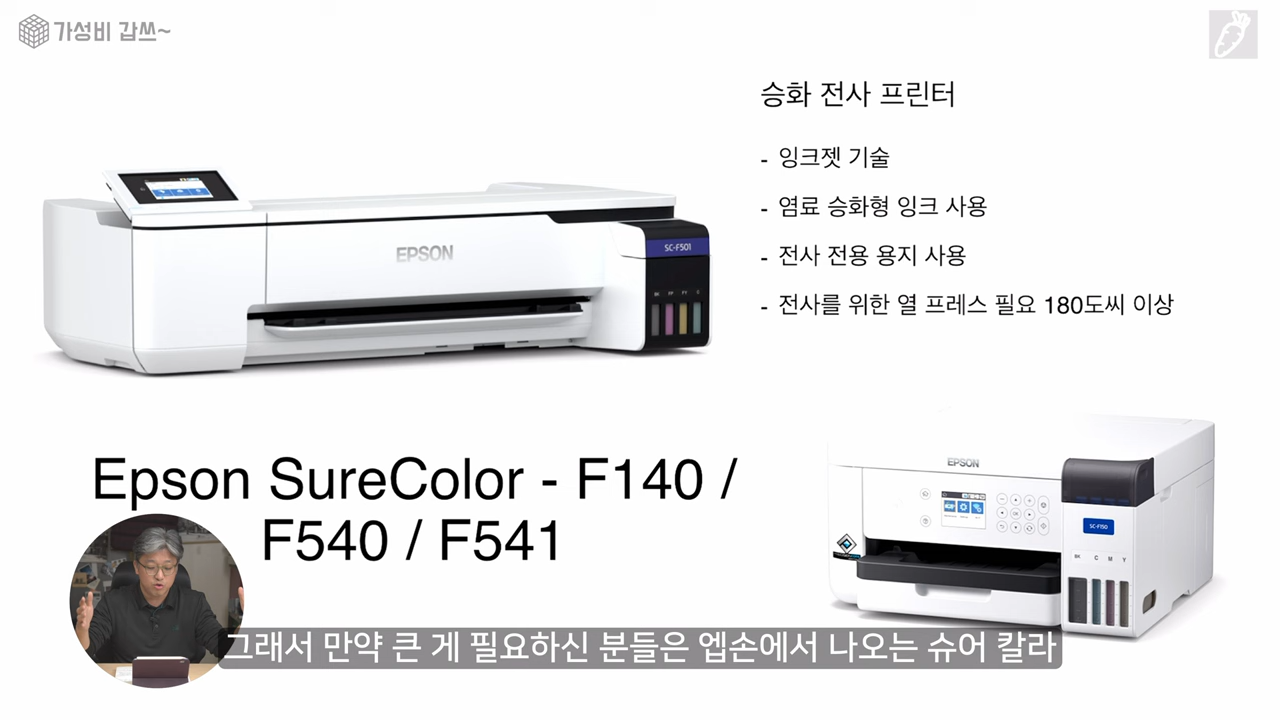 가성비 갑쓰~
승화 전사 프린터
- 잉크젯 기술
- 염료 승화형 잉크 사용
- 전사 전용 용지 사용
- 전사를 위한 열 프레스 필요 180도씨 이상
EPSON
SC-F501
Epson SureColor - F140 /
F540 / F541
EPSON
SC-F150
BK C M Y
그래서 만약 큰 게 필요하신 분들은 엡손에서 나오는 슈어 칼라